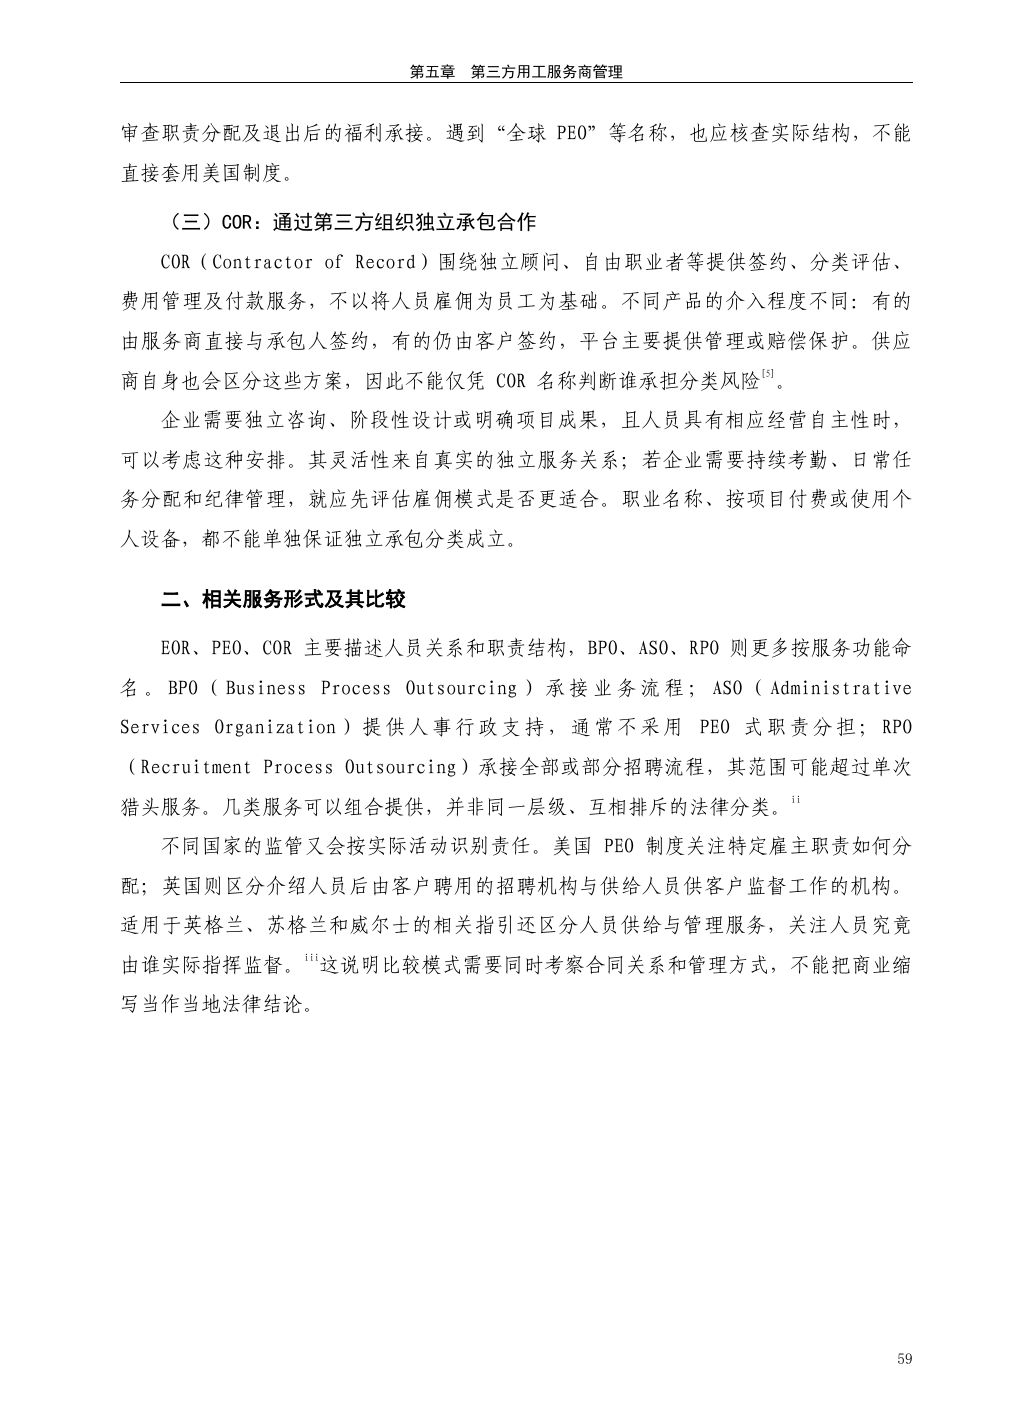 第五章　第三方用工服务商管理
审查职责分配及退出后的福利承接。遇到“全球 PEO”等名称，也应核查实际结构，不能
直接套用美国制度。
（三）COR：通过第三方组织独立承包合作
COR（Contractor of Record）围绕独立顾问、自由职业者等提供签约、分类评估、
费用管理及付款服务，不以将人员雇佣为员工为基础。不同产品的介入程度不同：有的
由服务商直接与承包人签约，有的仍由客户签约，平台主要提供管理或赔偿保护。供应
商自身也会区分这些方案，因此不能仅凭 COR 名称判断谁承担分类风险[5]。
企业需要独立咨询、阶段性设计或明确项目成果，且人员具有相应经营自主性时，
可以考虑这种安排。其灵活性来自真实的独立服务关系；若企业需要持续考勤、日常任
务分配和纪律管理，就应先评估雇佣模式是否更适合。职业名称、按项目付费或使用个
人设备，都不能单独保证独立承包分类成立。
二、相关服务形式及其比较
EOR、PEO、COR 主要描述人员关系和职责结构，BPO、ASO、RPO 则更多按服务功能命
名。BPO（Business Process Outsourcing）承接业务流程；ASO（Administrative
Services Organization）提供人事行政支持，通常不采用 PEO 式职责分担；RPO
（Recruitment Process Outsourcing）承接全部或部分招聘流程，其范围可能超过单次
猎头服务。几类服务可以组合提供，并非同一层级、互相排斥的法律分类。ii
不同国家的监管又会按实际活动识别责任。美国 PEO 制度关注特定雇主职责如何分
配；英国则区分介绍人员后由客户聘用的招聘机构与供给人员供客户监督工作的机构。
适用于英格兰、苏格兰和威尔士的相关指引还区分人员供给与管理服务，关注人员究竟
由谁实际指挥监督。iii这说明比较模式需要同时考察合同关系和管理方式，不能把商业缩
写当作当地法律结论。
59